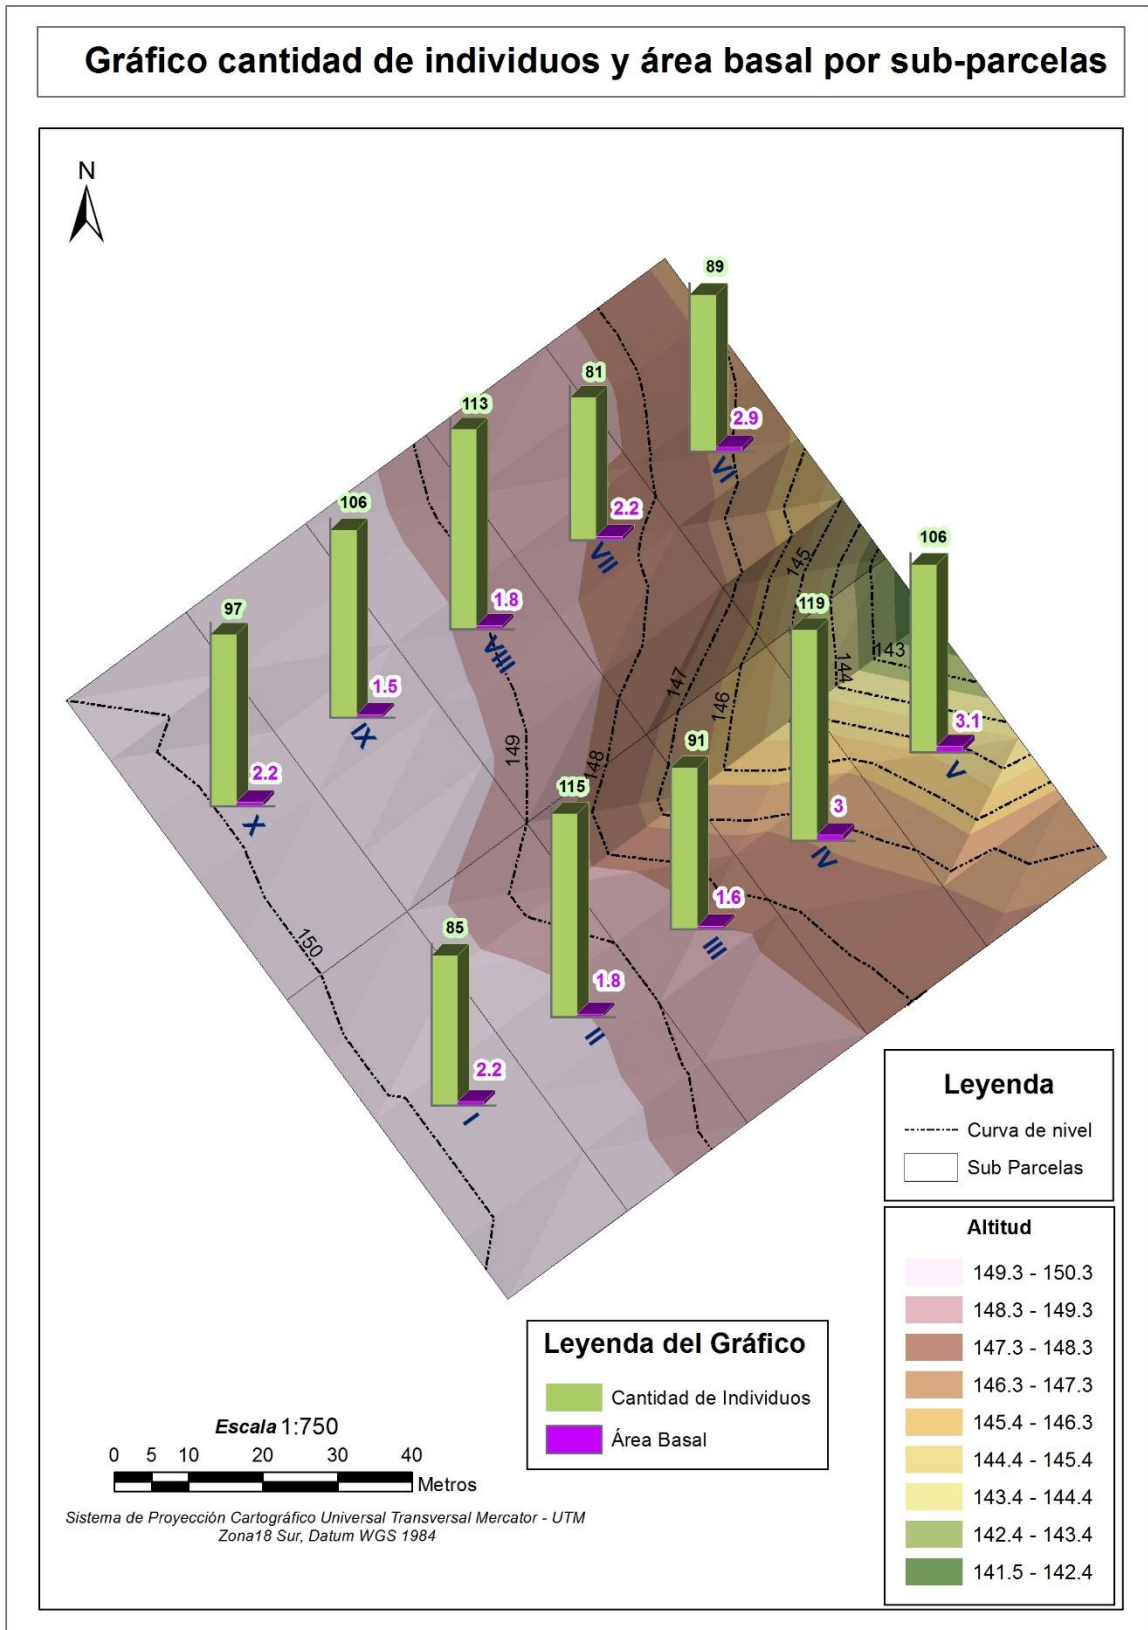 Gráfico cantidad de individuos y área basal por sub-parcelas
N
89
2.9
VI
81
2.2
VII
113
1.8
VIII
106
1.5
IX
97
2.2
X
106
3.1
V
119
3
IV
91
1.6
III
115
1.8
II
85
2.2
I
143
144
145
146
147
148
149
150
Leyenda
Curva de nivel
Sub Parcelas
Altitud
149.3 - 150.3
148.3 - 149.3
147.3 - 148.3
146.3 - 147.3
145.4 - 146.3
144.4 - 145.4
143.4 - 144.4
142.4 - 143.4
141.5 - 142.4
Leyenda del Gráfico
Cantidad de Individuos
Área Basal
Escala 1:750
0 5 10 20 30 40
Metros
Sistema de Proyección Cartográfico Universal Transversal Mercator - UTM
Zona18 Sur, Datum WGS 1984